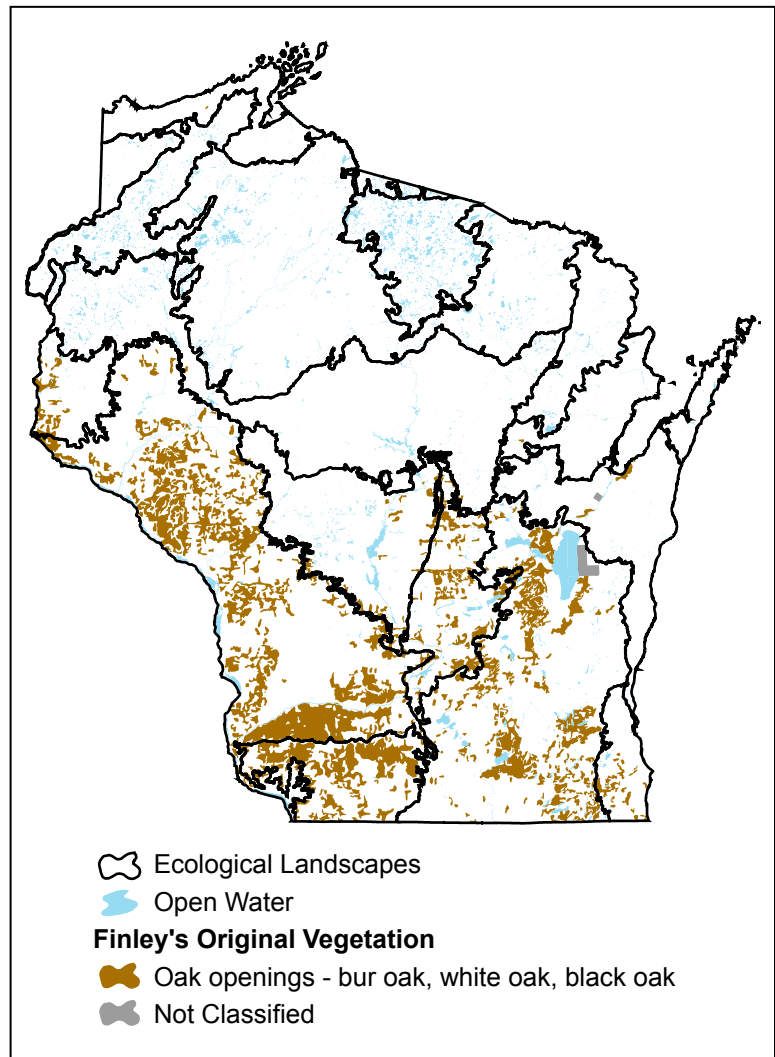 Ecological Landscapes
Open Water
Finley's Original Vegetation
Oak openings - bur oak, white oak, black oak
Not Classified